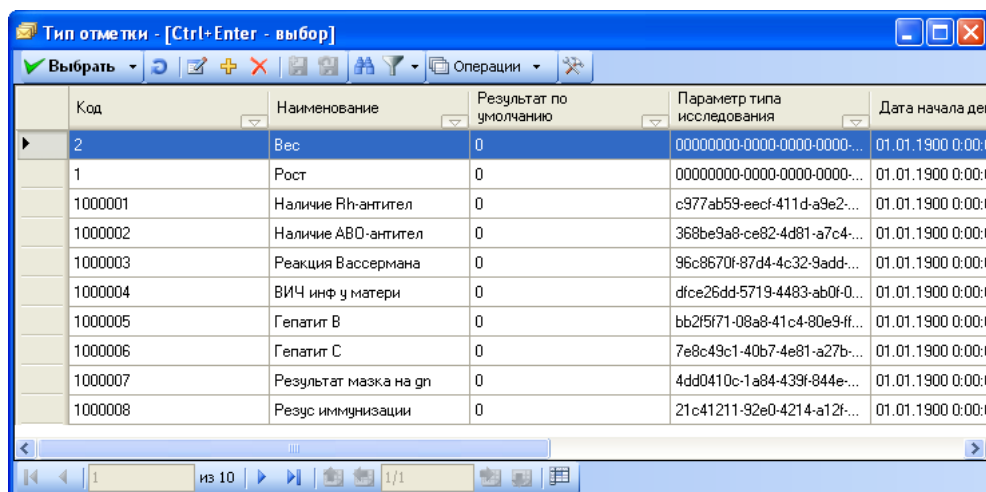 Тип отметки - [Ctrl+Enter - выбор]
Выбрать Операции
Код Наименование Результат по умолчанию Параметр типа исследования Дата начала де
2 Вес 0 00000000-0000-0000-0000-... 01.01.1900 0:00:
1 Рост 0 00000000-0000-0000-0000-... 01.01.1900 0:00:
1000001 Наличие Rh-антител 0 c977ab59-eecf-411d-a9e2-... 01.01.1900 0:00:
1000002 Наличие АВО-антител 0 368be9a8-ce82-4d81-a7c4-... 01.01.1900 0:00:
1000003 Реакция Вассермана 0 96c8670f-87d4-4c32-9add-... 01.01.1900 0:00:
1000004 ВИЧ инф у матери 0 dfce26dd-5719-4483-ab0f-0... 01.01.1900 0:00:
1000005 Гепатит В 0 bb2f5f71-08a8-41c4-80e9-ff... 01.01.1900 0:00:
1000006 Гепатит С 0 7e8c49c1-40b7-4e81-a27b-... 01.01.1900 0:00:
1000007 Результат мазка на gn 0 4dd0410c-1a84-439f-844e-... 01.01.1900 0:00:
1000008 Резус иммунизации 0 21c41211-92e0-4214-a12f-... 01.01.1900 0:00:
1 из 10 1/1